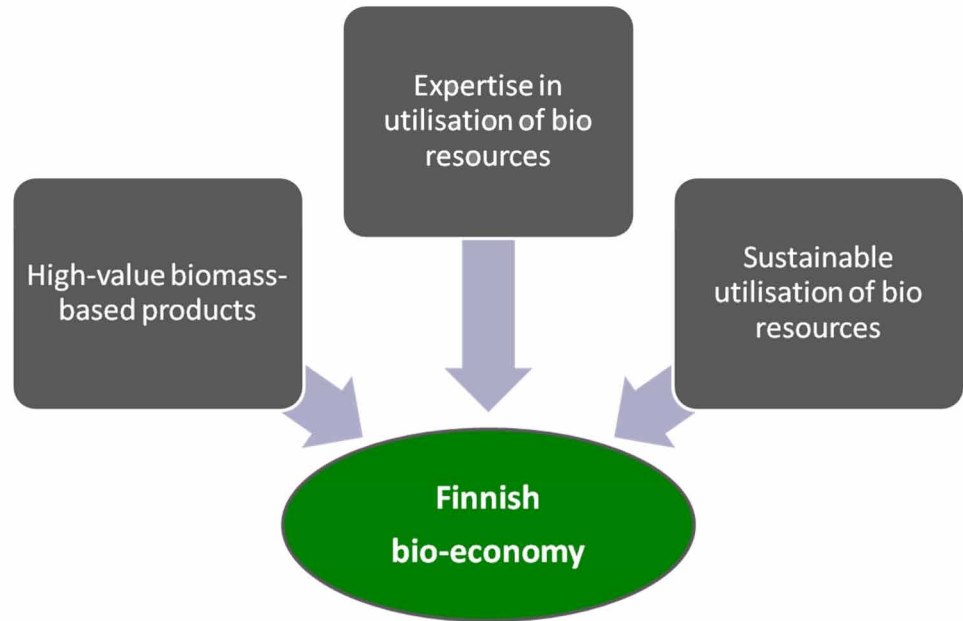 Expertise in
utilisation of bio
resources
High-value biomass-
based products
Sustainable
utilisation of bio
resources
Finnish
bio-economy